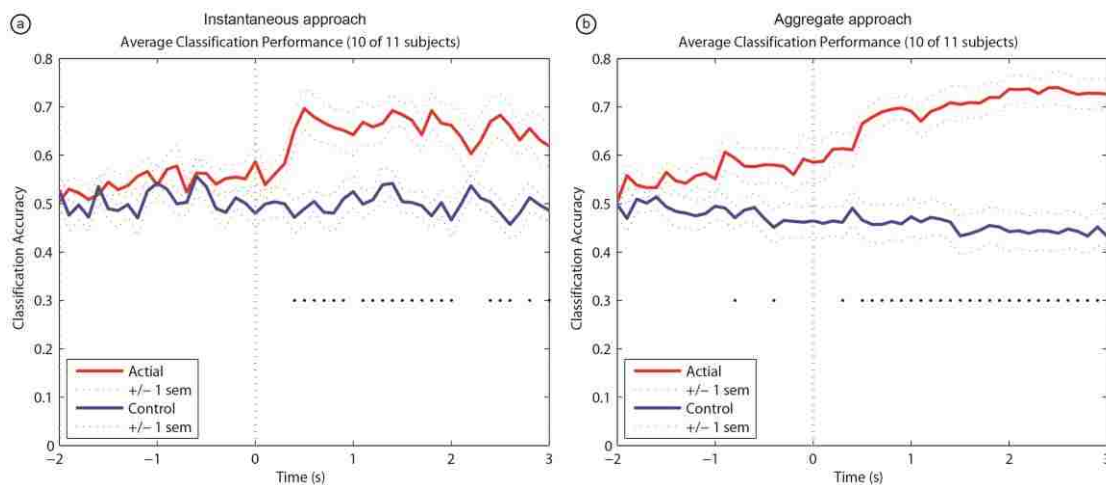 a
Instantaneous approach
Average Classification Performance (10 of 11 subjects)
0.8
0.7
0.6
0.5
0.4
0.3
0.2
0.1
0
Classification Accuracy
Actial
+/− 1 sem
Control
+/− 1 sem
−2
−1
0
1
2
3
Time (s)
b
Aggregate approach
Average Classification Performance (10 of 11 subjects)
0.8
0.7
0.6
0.5
0.4
0.3
0.2
0.1
0
Classification Accuracy
Actial
+/− 1 sem
Control
+/− 1 sem
−2
−1
0
1
2
3
Time (s)